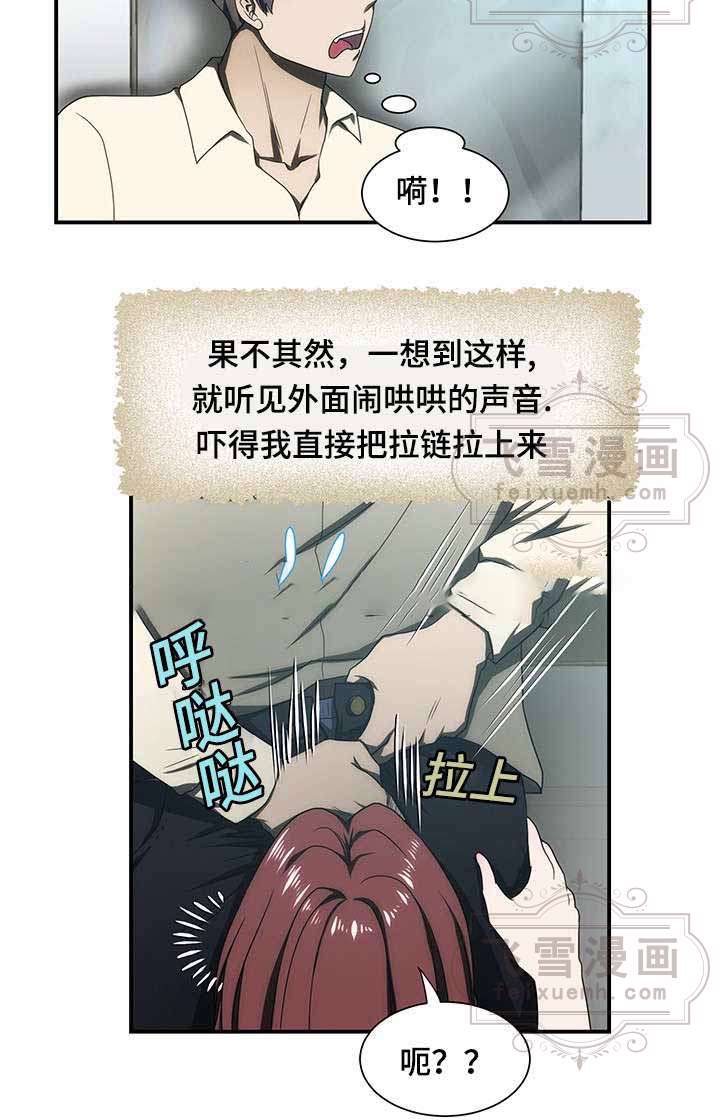 嗬！！
果不其然，一想到这样,
就听见外面闹哄哄的声音.
吓得我直接把拉链拉上来
飞雪漫画
feixuemh.com
呼
哒
哒
拉上
飞雪漫画
feixuemh.com
呃？？